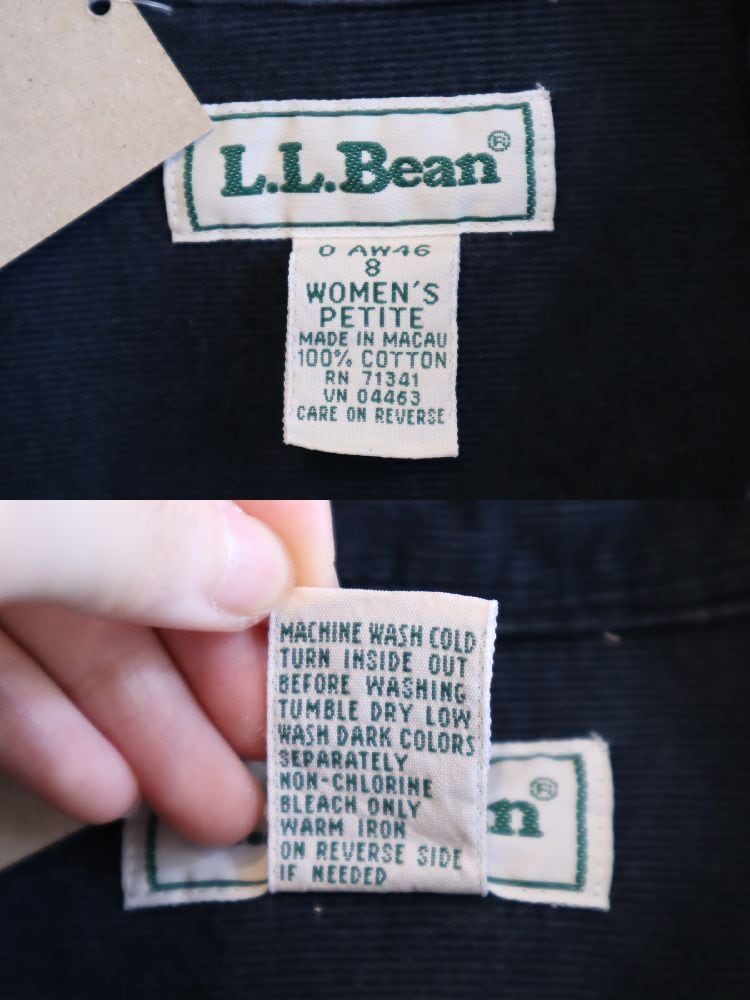 L.L.Bean®
0 AW46
8
WOMEN'S
PETITE
MADE IN MACAU
100% COTTON
RN 71341
VN 04463
CARE ON REVERSE
MACHINE WASH COLD
TURN INSIDE OUT
BEFORE WASHING
TUMBLE DRY LOW
WASH DARK COLORS
SEPARATELY
NON-CHLORINE
BLEACH ONLY
WARM IRON
ON REVERSE SIDE
IF NEEDED
n®